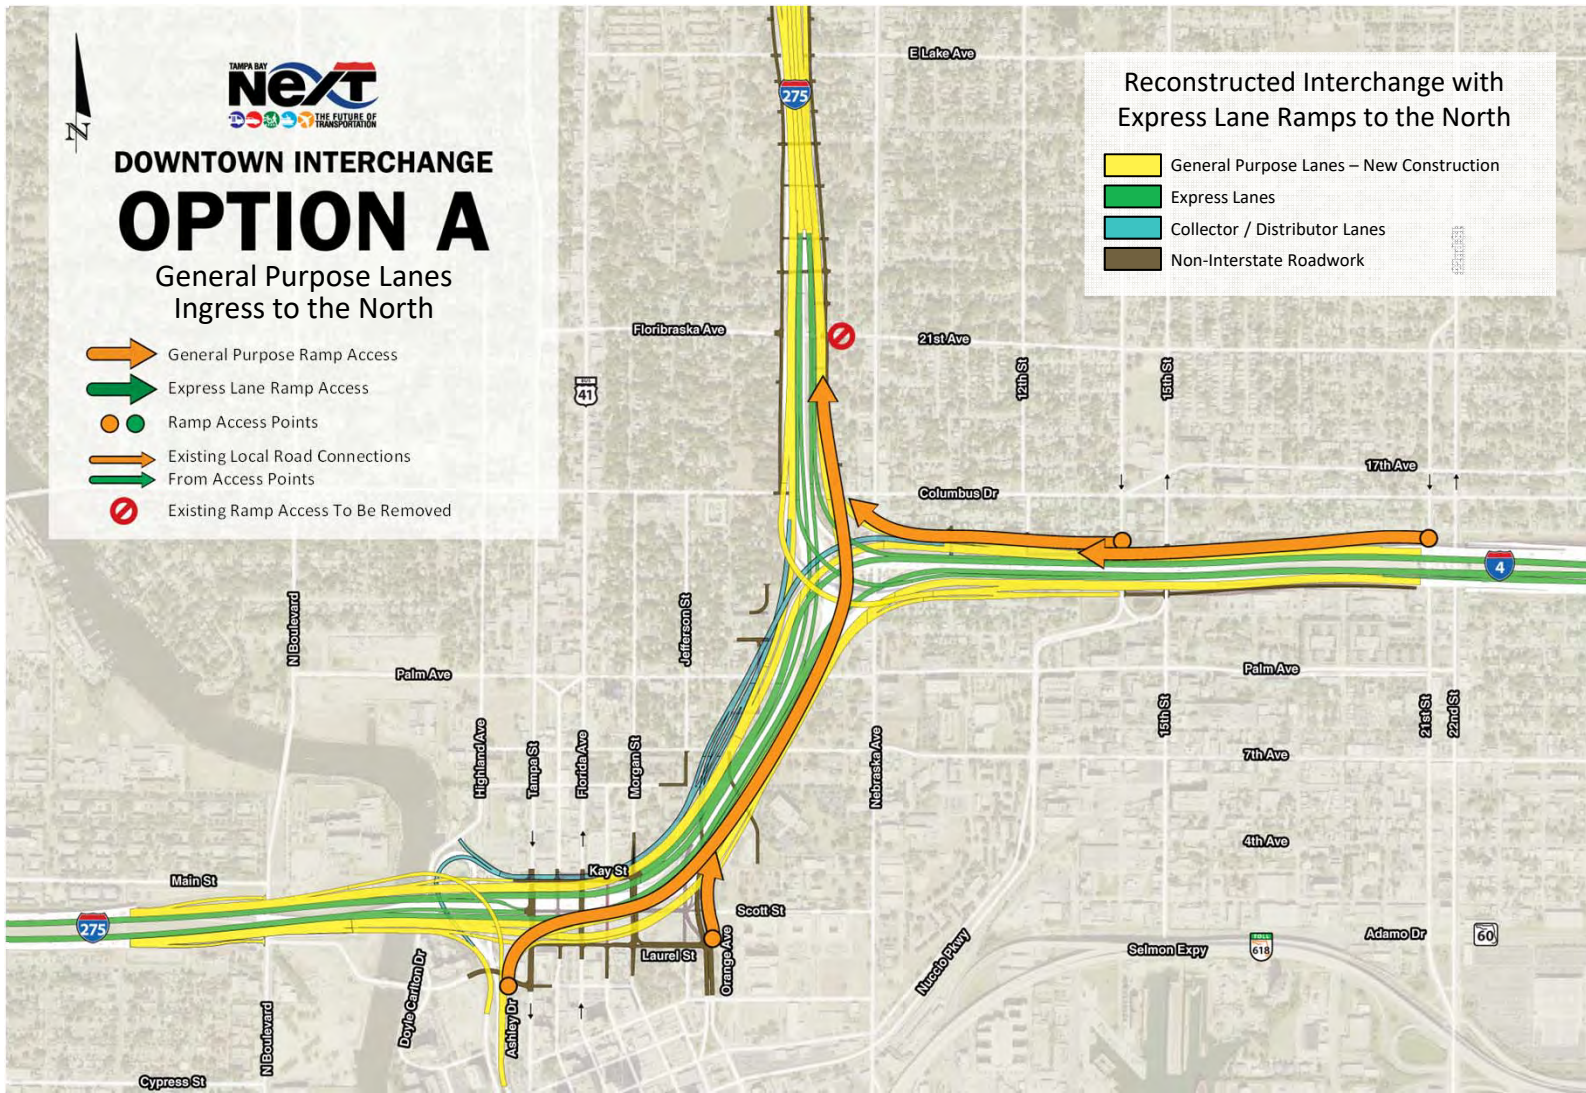 N
TAMPA BAY
NeXT
THE FUTURE OF
TRANSPORTATION
DOWNTOWN INTERCHANGE
OPTION A
General Purpose Lanes
Ingress to the North
General Purpose Ramp Access
Express Lane Ramp Access
Ramp Access Points
Existing Local Road Connections
From Access Points
Existing Ramp Access To Be Removed
Reconstructed Interchange with
Express Lane Ramps to the North
General Purpose Lanes – New Construction
Express Lanes
Collector / Distributor Lanes
Non-Interstate Roadwork
E Lake Ave
275
Floribraska Ave
21st Ave
12th St
15th St
BUS
41
17th Ave
Columbus Dr
4
N Boulevard
Jefferson St
Palm Ave
Palm Ave
Highland Ave
Tampa St
Florida Ave
Morgan St
Nebraska Ave
15th St
21st St
22nd St
7th Ave
4th Ave
Kay St
Main St
275
Scott St
Laurel St
Orange Ave
Nuccio Pkwy
Selmon Expy
TOLL
618
Adamo Dr
60
Doyle Carlton Dr
Ashley Dr
N Boulevard
Cypress St